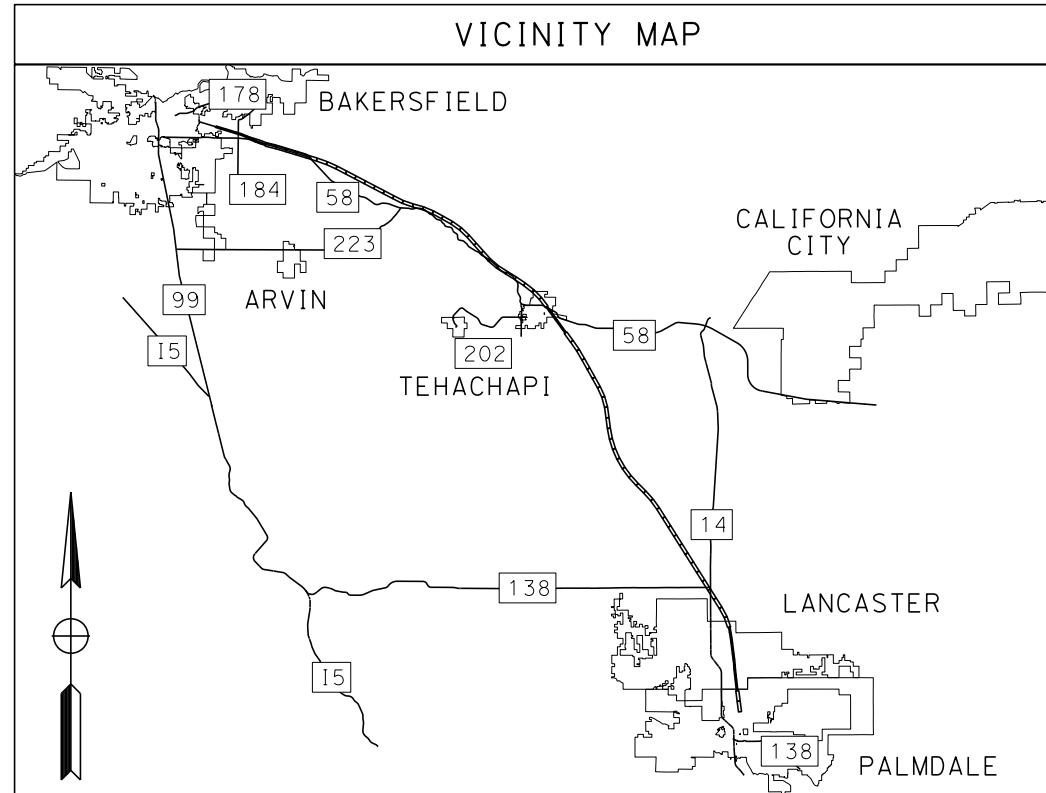 VICINITY MAP
178
BAKERSFIELD
184
58
223
CALIFORNIA
CITY
99
ARVIN
I5
58
202
TEHACHAPI
14
138
LANCASTER
I5
138
PALMDALE